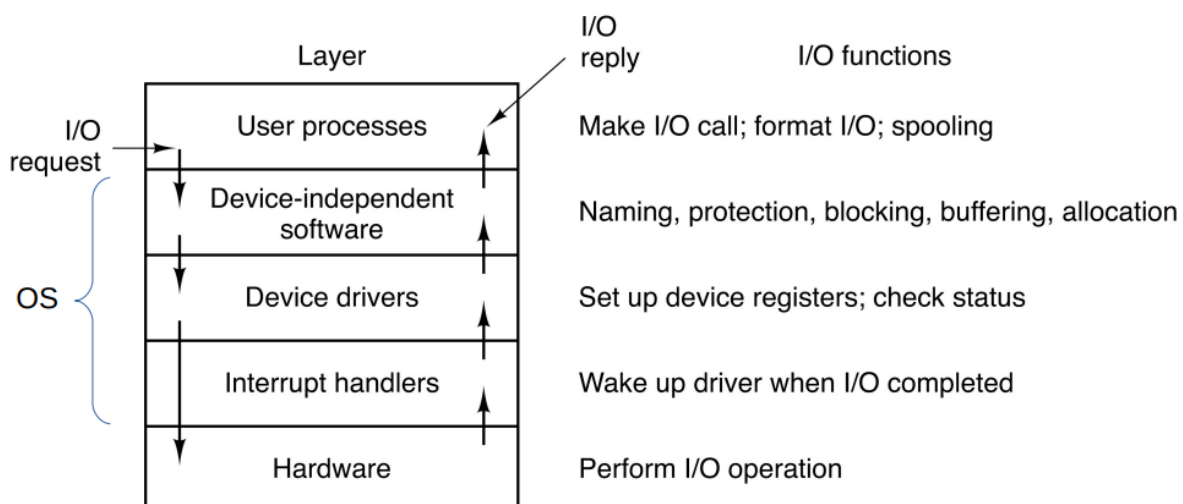 Layer
I/O
reply
I/O functions
I/O
request
User processes
Make I/O call; format I/O; spooling
Device-independent
software
Naming, protection, blocking, buffering, allocation
OS
Device drivers
Set up device registers; check status
Interrupt handlers
Wake up driver when I/O completed
Hardware
Perform I/O operation